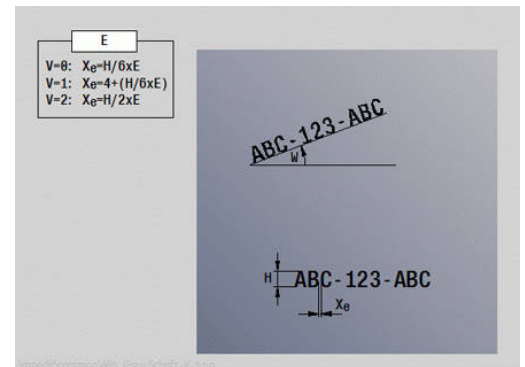 E
V=0: Xe=H/6xE
V=1: Xe=4+(H/6xE)
V=2: Xe=H/2xE
ABC-123-ABC
W
H
ABC-123-ABC
Xe